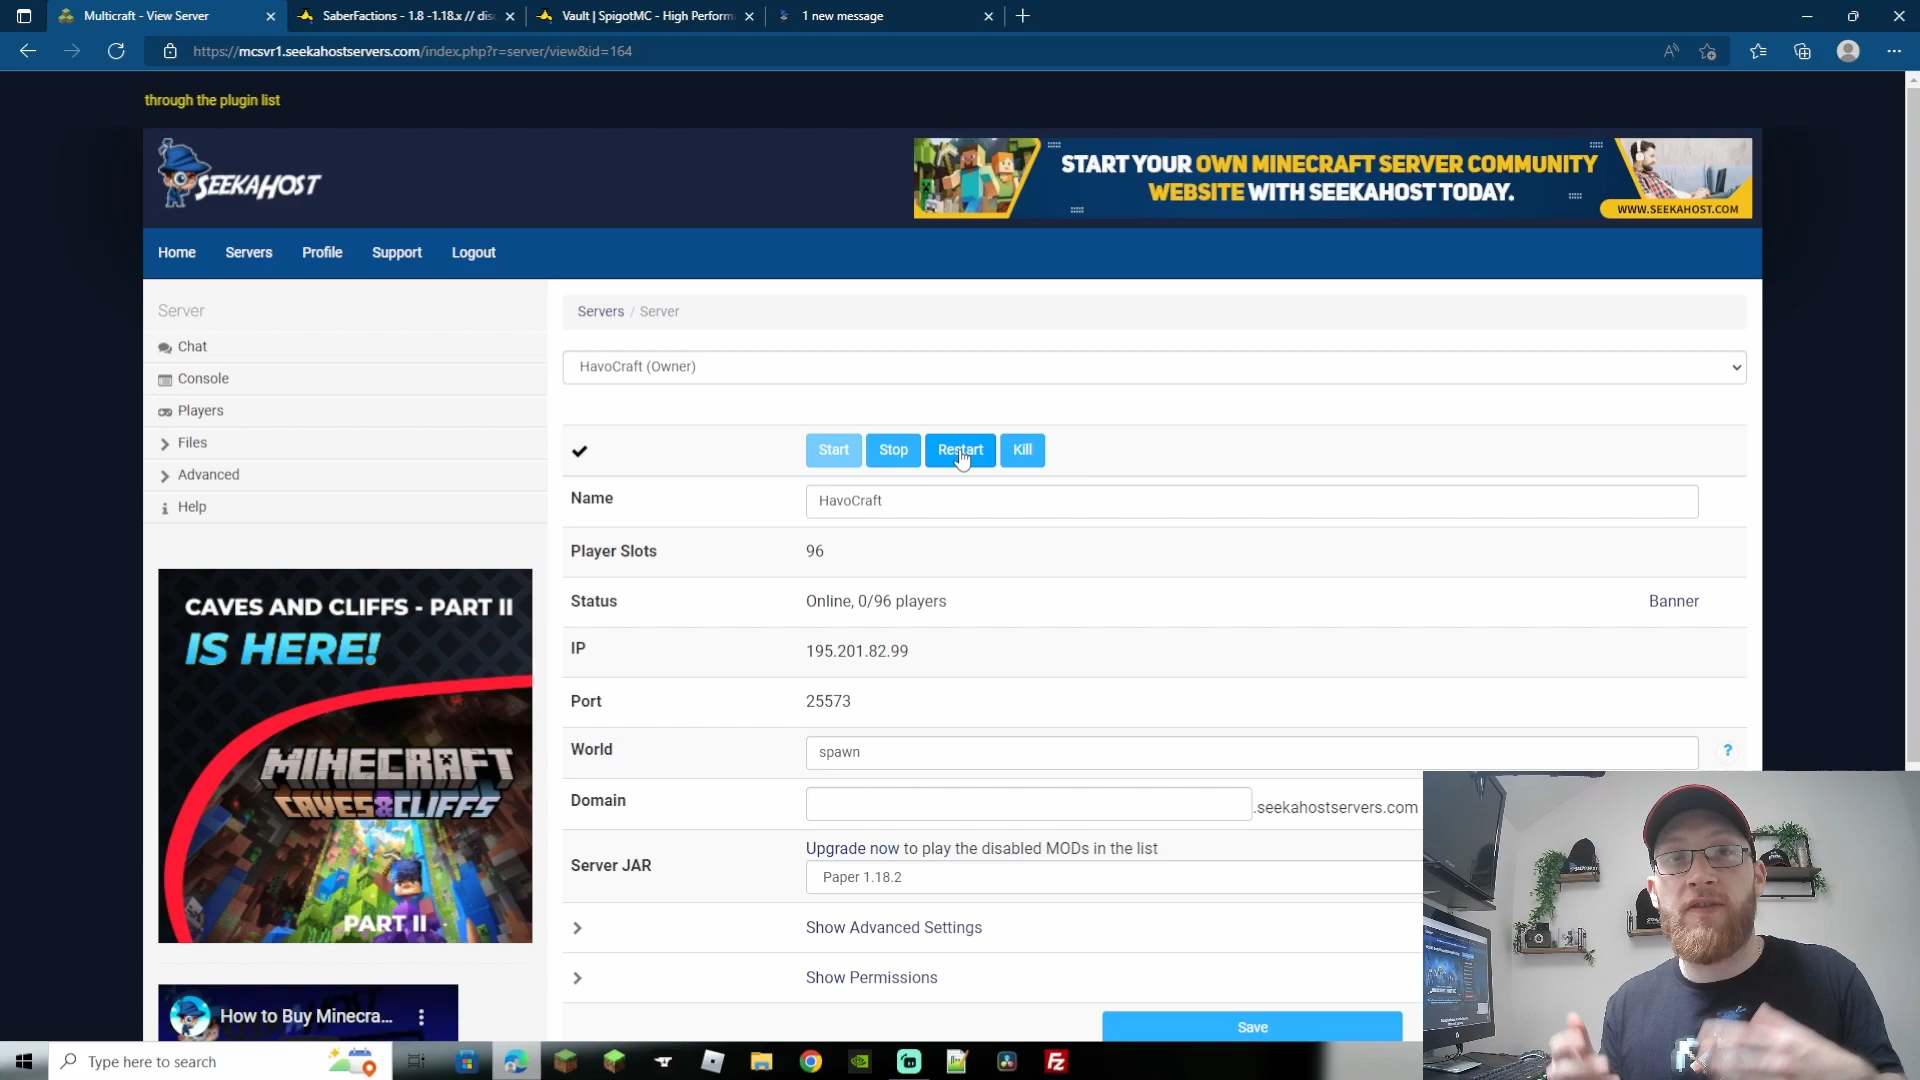 Multicraft - View Server
SaberFactions - 1.8 -1.18.x // dis
Vault | SpigotMC - High Perform
1 new message
https://mcsvr1.seekahostservers.com/index.php?r=server/view&id=164
through the plugin list
SEEKAHOST
START YOUR OWN MINECRAFT SERVER COMMUNITY
WEBSITE WITH SEEKAHOST TODAY.
WWW.SEEKAHOST.COM
Home
Servers
Profile
Support
Logout
Server
Chat
Console
Players
Files
Advanced
Help
Servers / Server
HavoCraft (Owner)
Start
Stop
Restart
Kill
Name
HavoCraft
Player Slots
96
Status
Online, 0/96 players
Banner
IP
195.201.82.99
Port
25573
World
spawn
?
Domain
.seekahostservers.com
Server JAR
Upgrade now to play the disabled MODs in the list
Paper 1.18.2
Show Advanced Settings
Show Permissions
Save
CAVES AND CLIFFS - PART II
IS HERE!
MINECRAFT
CAVES & CLIFFS
PART II
How to Buy Minecra...
Type here to search